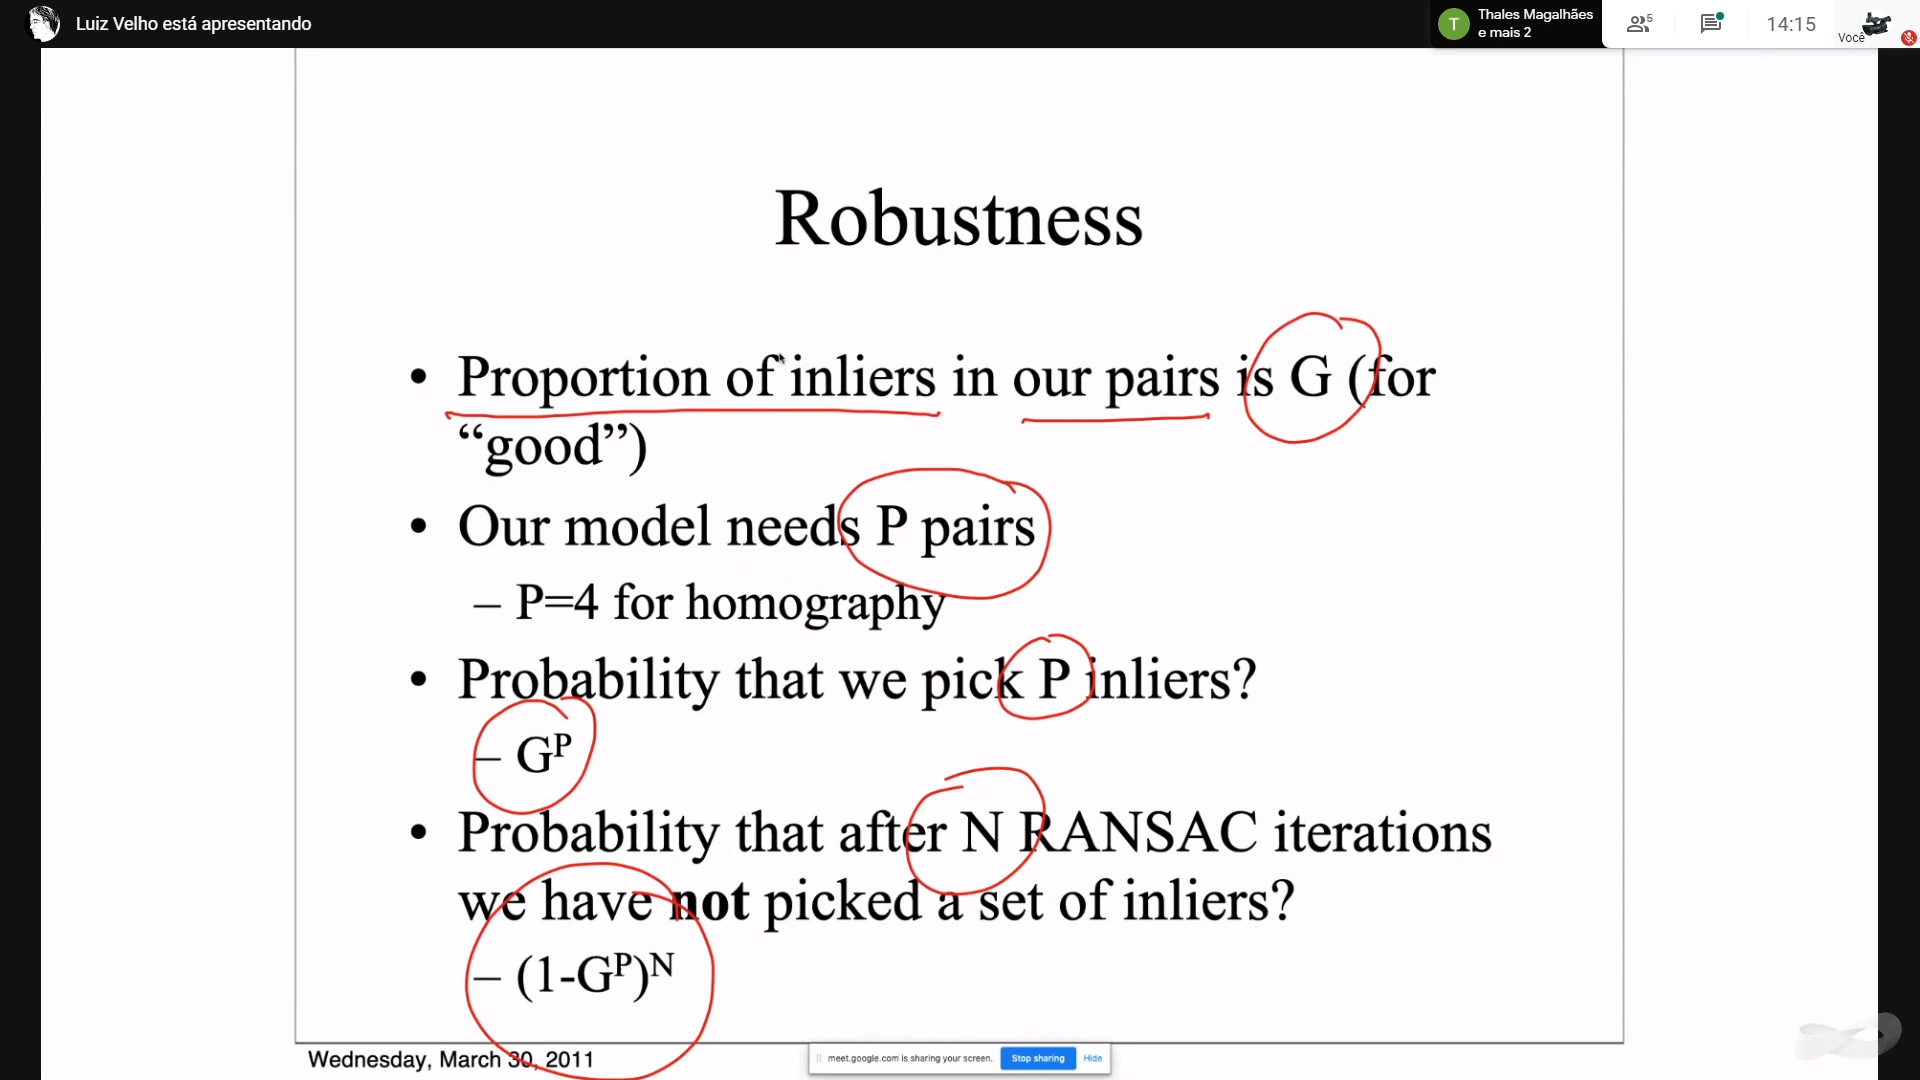 Luiz Velho está apresentando
T
Thales Magalhães
e mais 2
5
14:15
Você
Robustness
• Proportion of inliers in our pairs is G (for
“good”)
• Our model needs P pairs
– P=4 for homography
• Probability that we pick P inliers?
– Gᴾ
• Probability that after N RANSAC iterations
we have not picked a set of inliers?
– (1-Gᴾ)ᴺ
Wednesday, March 30, 2011
meet.google.com is sharing your screen.
Stop sharing
Hide